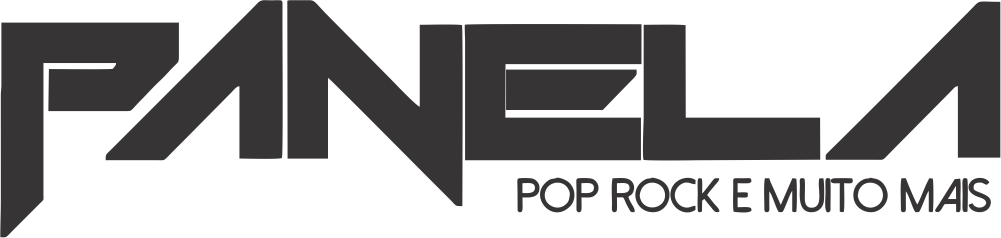 PANELA
POP ROCK E MUITO MAIS